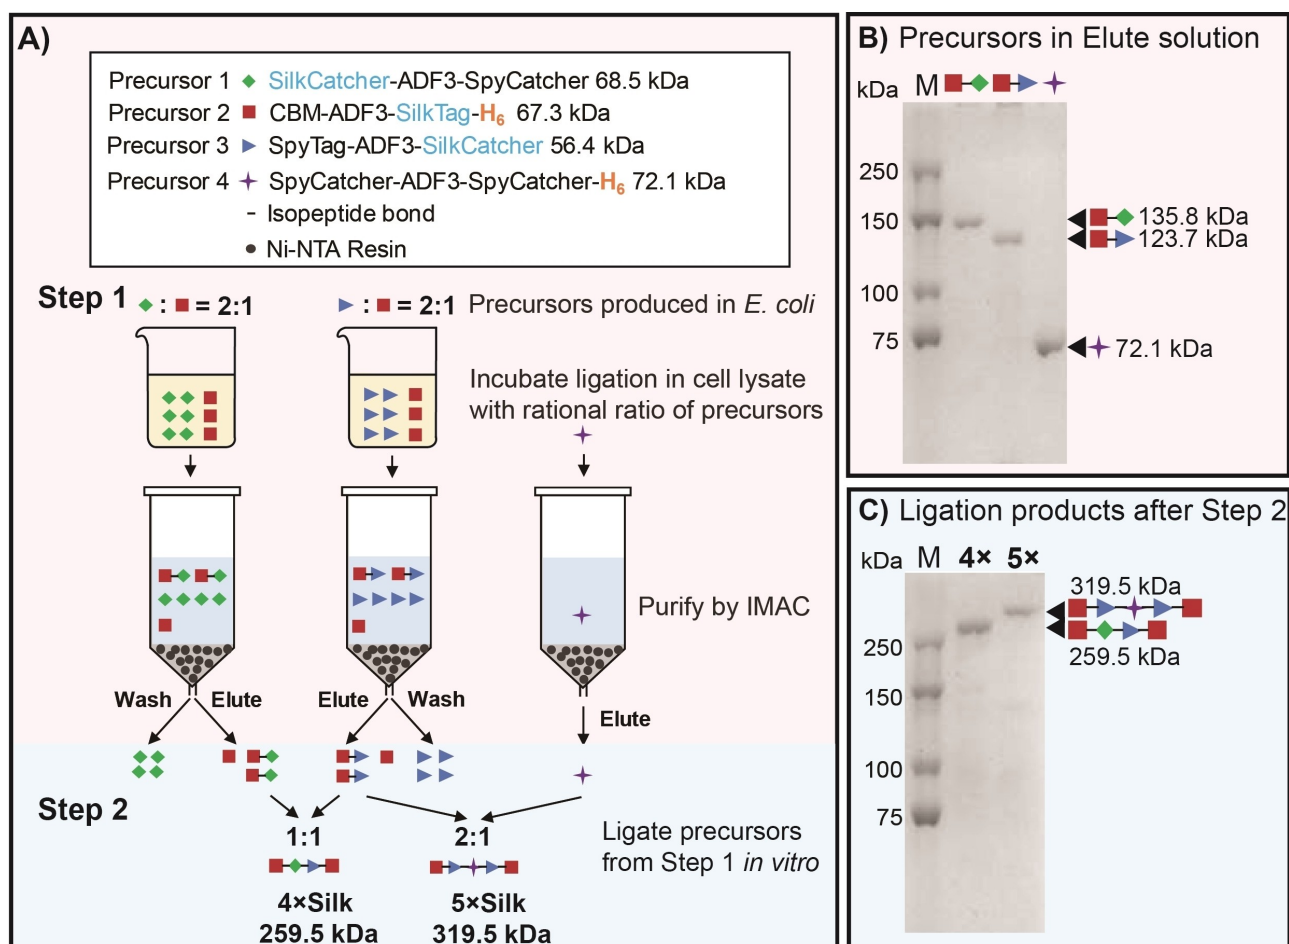 A)
Precursor 1 SilkCatcher-ADF3-SpyCatcher 68.5 kDa
Precursor 2 CBM-ADF3-SilkTag-H6 67.3 kDa
Precursor 3 SpyTag-ADF3-SilkCatcher 56.4 kDa
Precursor 4 SpyCatcher-ADF3-SpyCatcher-H6 72.1 kDa
- Isopeptide bond
Ni-NTA Resin
Step 1 : = 2:1 : = 2:1 Precursors produced in E. coli
Incubate ligation in cell lysate
with rational ratio of precursors
Purify by IMAC
Wash Elute Elute Wash
Elute
Step 2
1:1 2:1
Ligate precursors
from Step 1 in vitro
4×Silk 5×Silk
259.5 kDa 319.5 kDa
B) Precursors in Elute solution
kDa M
250
150 135.8 kDa
123.7 kDa
100
75 72.1 kDa
C) Ligation products after Step 2
kDa M 4× 5×
319.5 kDa
250 259.5 kDa
150
100
75